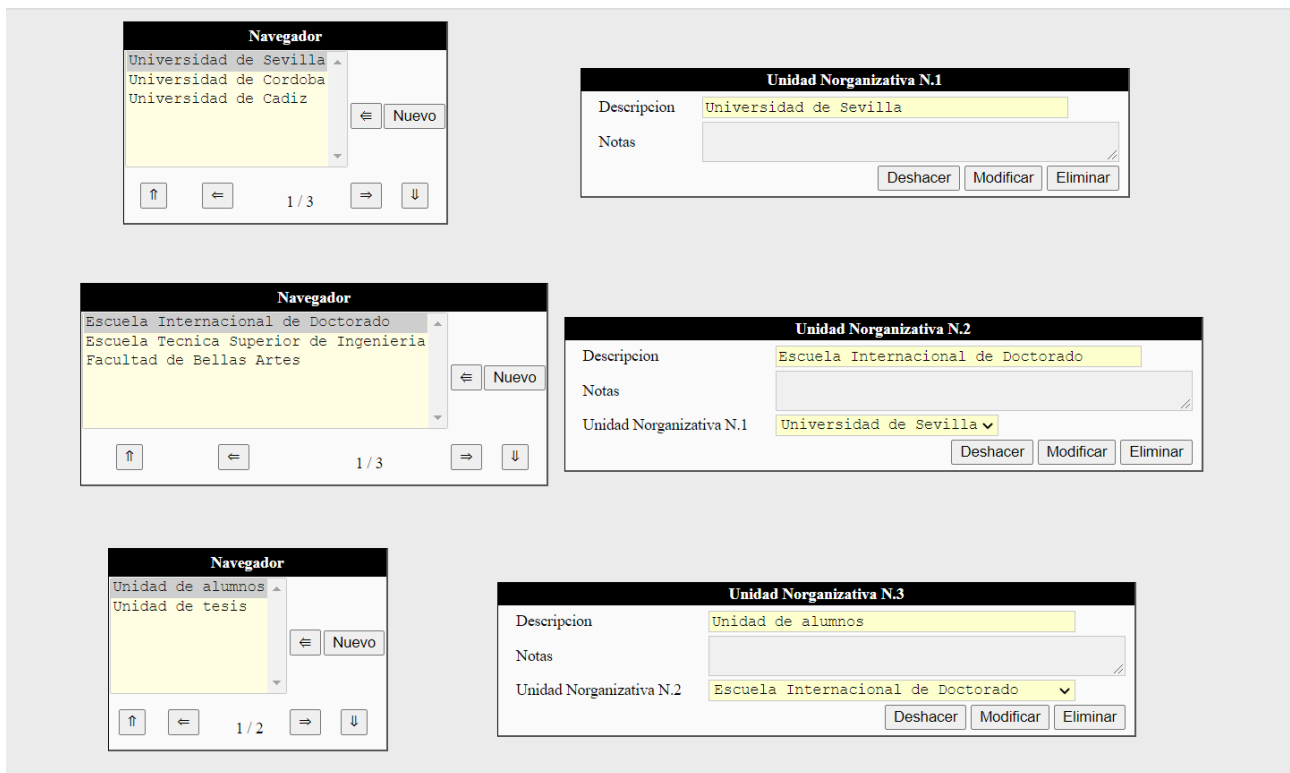 Navegador
Universidad de Sevilla
Universidad de Cordoba
Universidad de Cadiz
⇚ Nuevo
⇑ ⇐ 1 / 3 ⇒ ⇓
Unidad Norganizativa N.1
Descripcion Universidad de Sevilla
Notas
Deshacer Modificar Eliminar
Navegador
Escuela Internacional de Doctorado
Escuela Tecnica Superior de Ingenieria
Facultad de Bellas Artes
⇚ Nuevo
⇑ ⇐ 1 / 3 ⇒ ⇓
Unidad Norganizativa N.2
Descripcion Escuela Internacional de Doctorado
Notas
Unidad Norganizativa N.1 Universidad de Sevilla
Deshacer Modificar Eliminar
Navegador
Unidad de alumnos
Unidad de tesis
⇚ Nuevo
⇑ ⇐ 1 / 2 ⇒ ⇓
Unidad Norganizativa N.3
Descripcion Unidad de alumnos
Notas
Unidad Norganizativa N.2 Escuela Internacional de Doctorado
Deshacer Modificar Eliminar